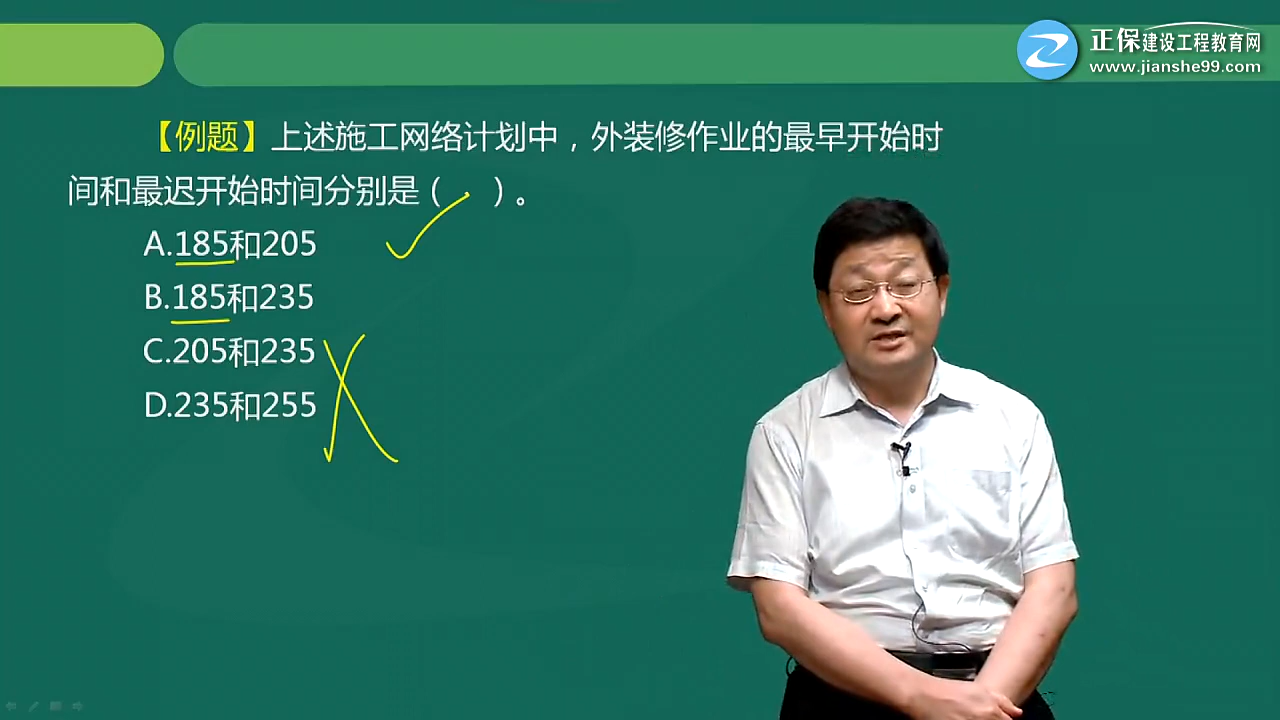 正保建设工程教育网
www.jianshe99.com
【例题】上述施工网络计划中，外装修作业的最早开始时
间和最迟开始时间分别是（ ）。
A.185和205
B.185和235
C.205和235
D.235和255